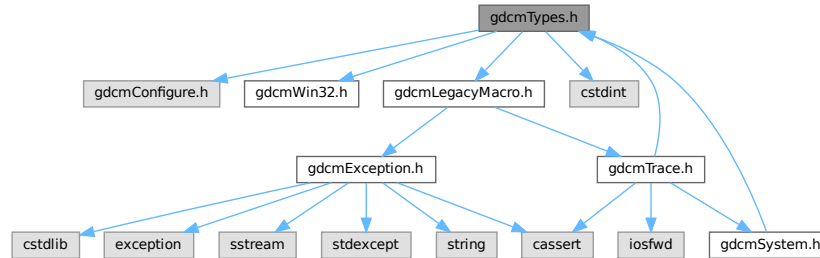 gdcmTypes.h
gdcmConfigure.h
gdcmWin32.h
gdcmLegacyMacro.h
cstdint
gdcmException.h
gdcmTrace.h
cstdlib
exception
sstream
stdexcept
string
cassert
iosfwd
gdcmSystem.h